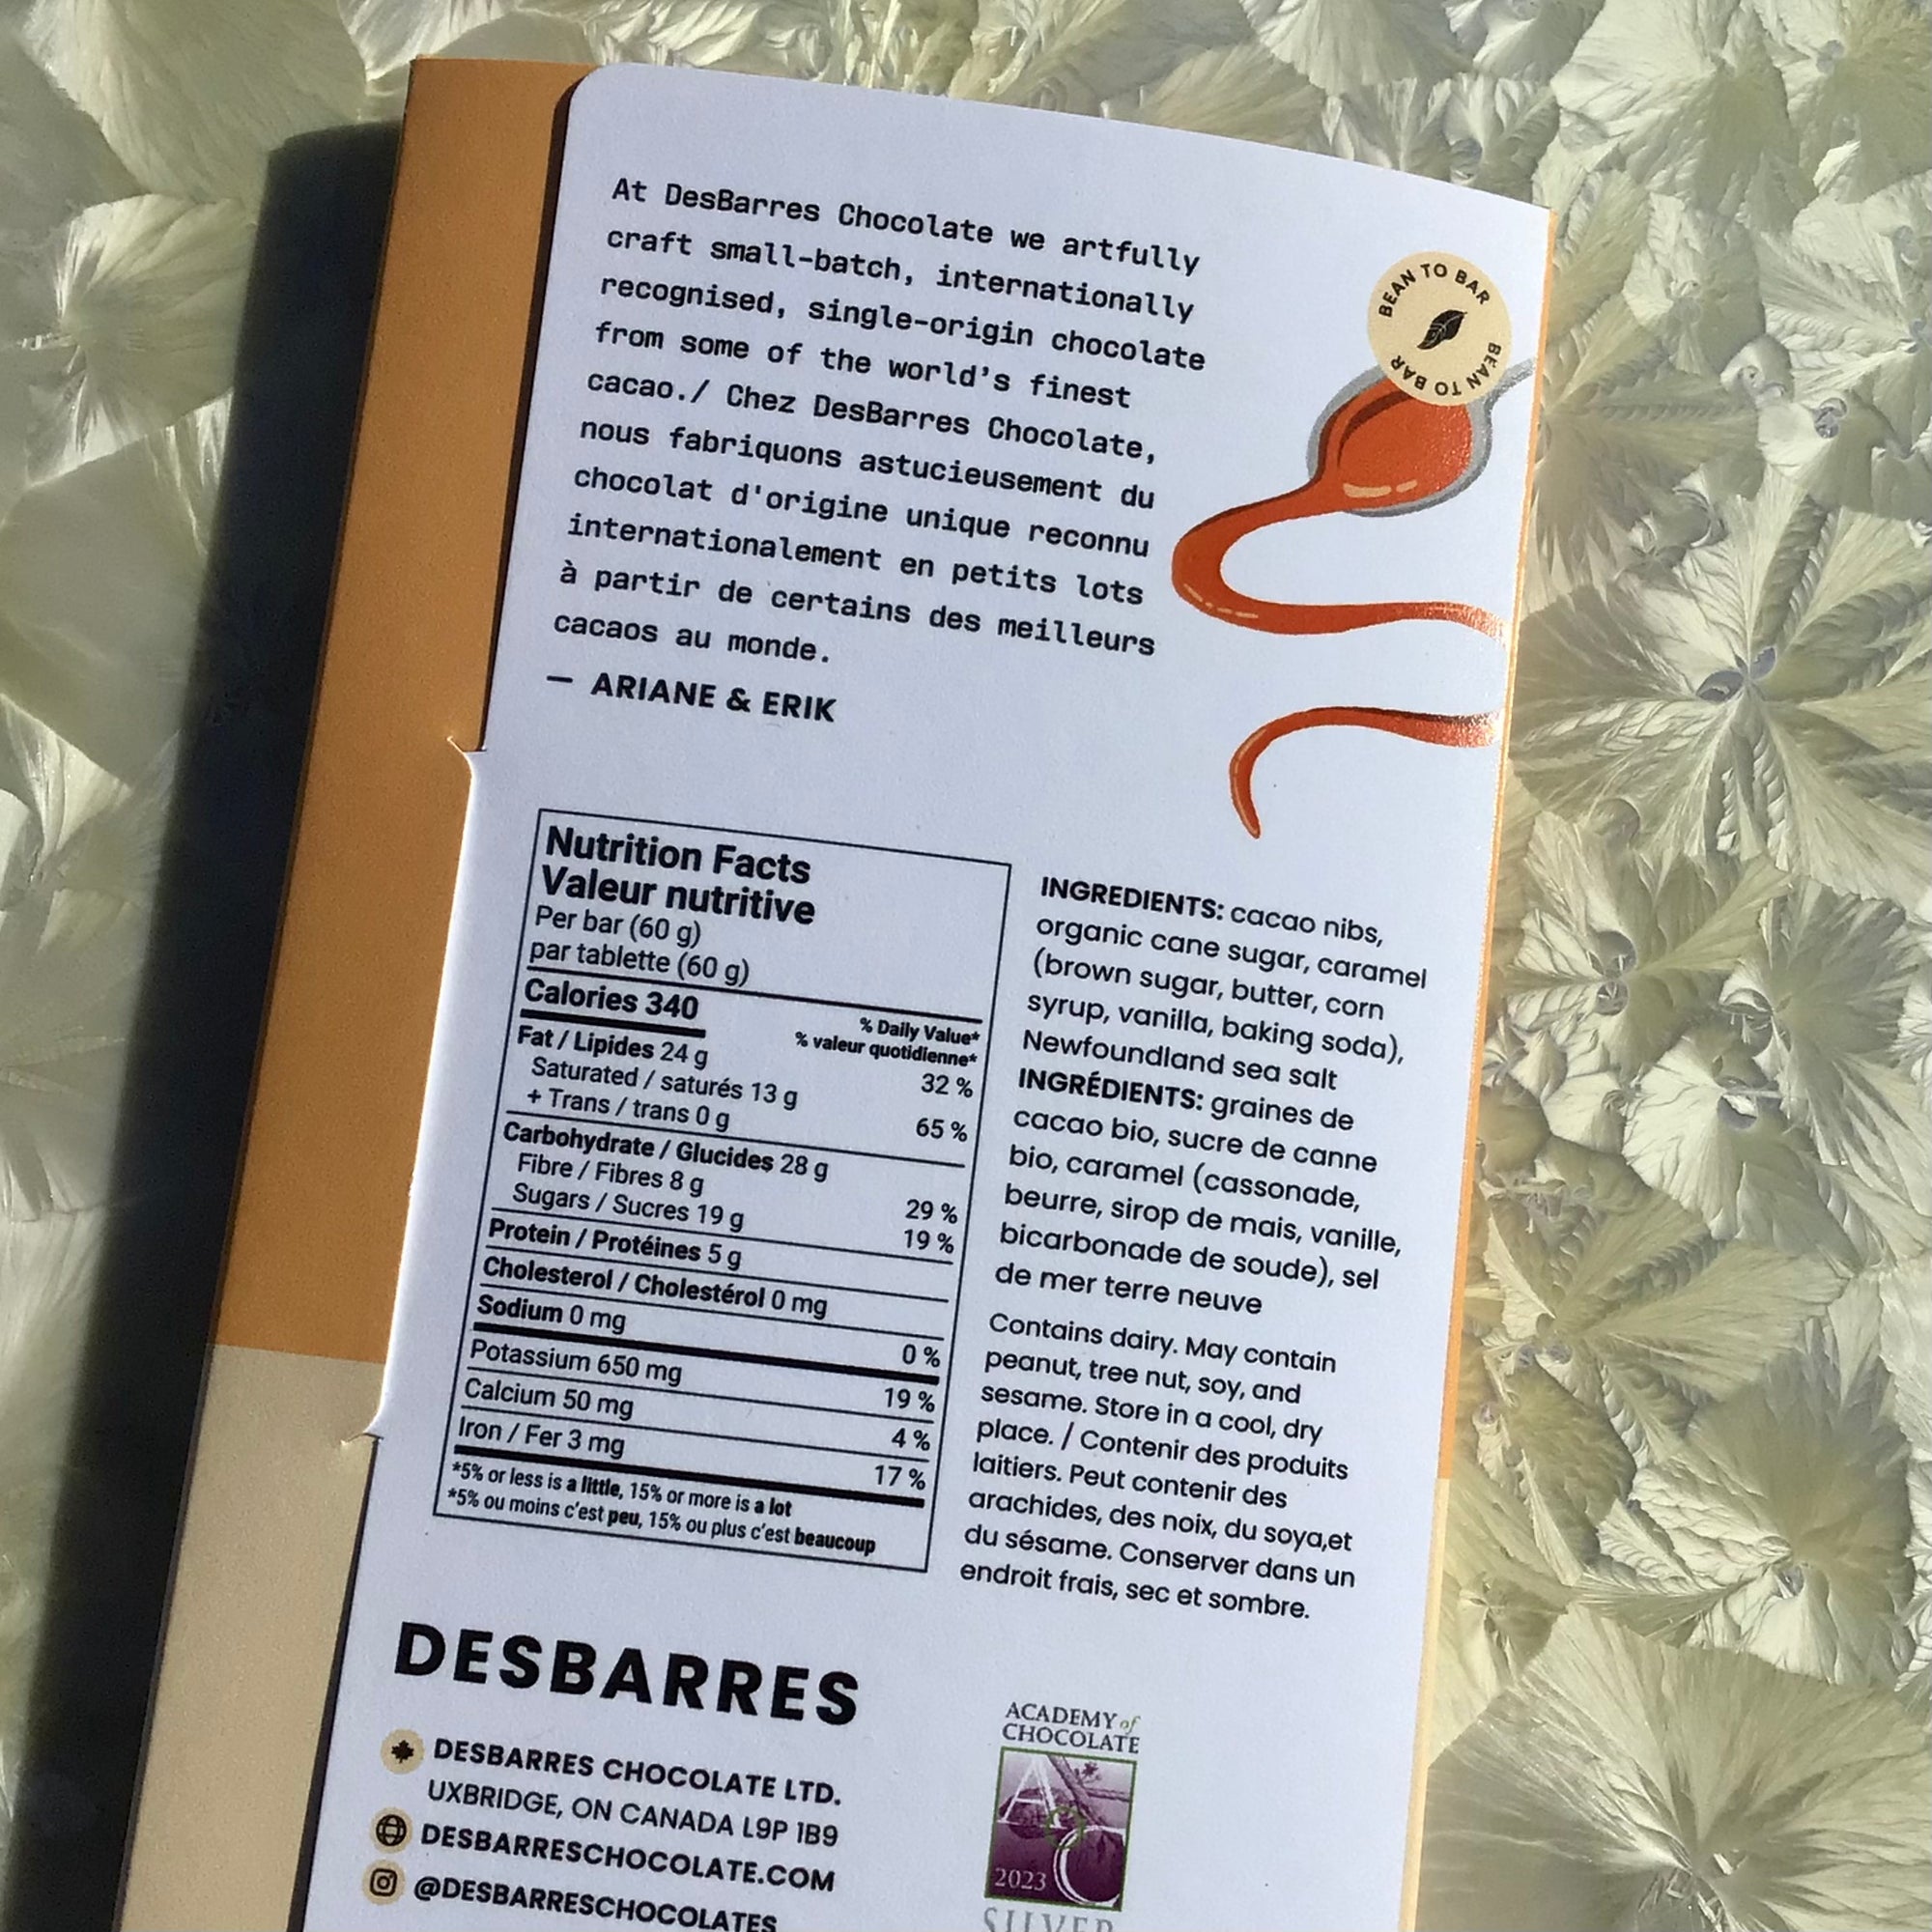 At DesBarres Chocolate we artfully
craft small-batch, internationally
recognised, single-origin chocolate
from some of the world's finest
cacao./ Chez DesBarres Chocolate,
nous fabriquons astucieusement du
chocolat d'origine unique reconnu
internationalement en petits lots
à partir de certains des meilleurs
cacaos au monde.
— ARIANE & ERIK
BEAN TO BAR
BEAN TO BAR
Nutrition Facts
Valeur nutritive
Per bar (60 g)
par tablette (60 g)
Calories 340
% Daily Value*
% valeur quotidienne*
Fat / Lipides 24 g 32 %
Saturated / saturés 13 g
+ Trans / trans 0 g 65 %
Carbohydrate / Glucides 28 g
Fibre / Fibres 8 g 29 %
Sugars / Sucres 19 g 19 %
Protein / Protéines 5 g
Cholesterol / Cholestérol 0 mg
Sodium 0 mg 0 %
Potassium 650 mg 19 %
Calcium 50 mg 4 %
Iron / Fer 3 mg 17 %
*5% or less is a little, 15% or more is a lot
*5% ou moins c'est peu, 15% ou plus c'est beaucoup
INGREDIENTS: cacao nibs,
organic cane sugar, caramel
(brown sugar, butter, corn
syrup, vanilla, baking soda),
Newfoundland sea salt
INGRÉDIENTS: graines de
cacao bio, sucre de canne
bio, caramel (cassonade,
beurre, sirop de mais, vanille,
bicarbonade de soude), sel
de mer terre neuve
Contains dairy. May contain
peanut, tree nut, soy, and
sesame. Store in a cool, dry
place. / Contenir des produits
laitiers. Peut contenir des
arachides, des noix, du soya,et
du sésame. Conserver dans un
endroit frais, sec et sombre.
DESBARRES
DESBARRES CHOCOLATE LTD.
UXBRIDGE, ON CANADA L9P 1B9
DESBARRESCHOCOLATE.COM
@DESBARRESCHOCOLATES
ACADEMY of
CHOCOLATE
AoC
2023
SILVER